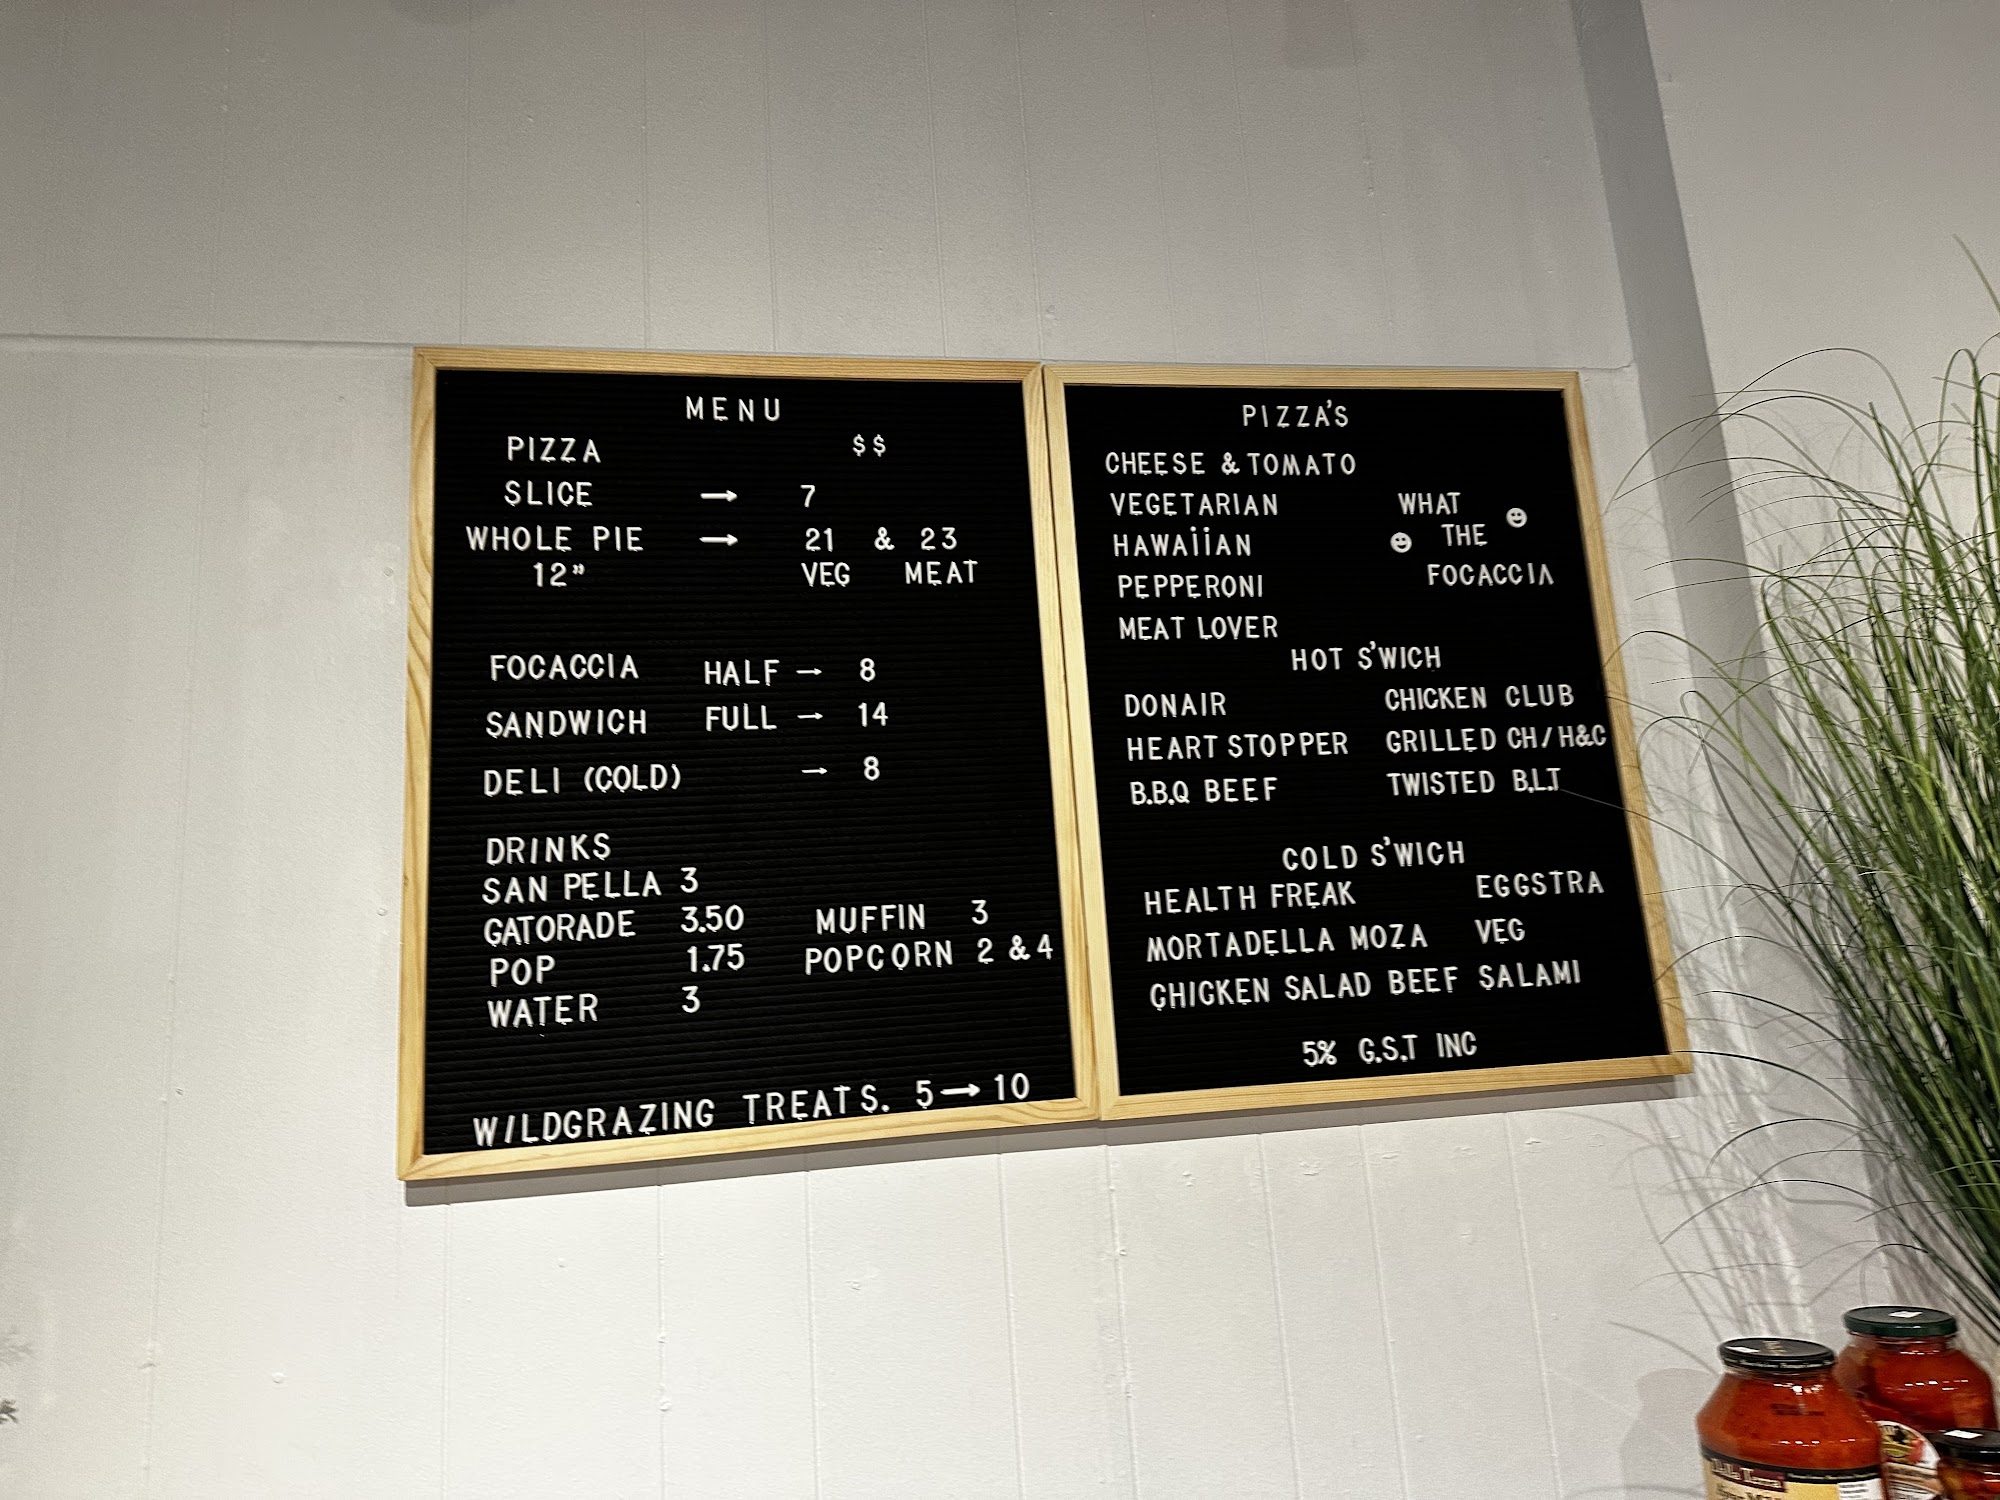 MENU
PIZZA $$
SLICE → 7
WHOLE PIE → 21 & 23
12" VEG MEAT
FOCACCIA HALF → 8
SANDWICH FULL → 14
DELI (COLD) → 8
DRINKS
SAN PELLA 3
GATORADE 3.50 MUFFIN 3
POP 1.75 POPCORN 2 & 4
WATER 3
WILDGRAZING TREATS. 5 → 10
PIZZA'S
CHEESE & TOMATO
VEGETARIAN
HAWAİİAN
PEPPERONI
MEAT LOVER
WHAT
THE
FOCACCIA
HOT S'WICH
DONAIR CHICKEN CLUB
HEART STOPPER GRILLED CH/H&C
B.B.Q BEEF TWISTED B.L.T
COLD S'WICH
HEALTH FREAK EGGSTRA
MORTADELLA MOZA VEG
CHICKEN SALAD BEEF SALAMI
5% G.S.T INC